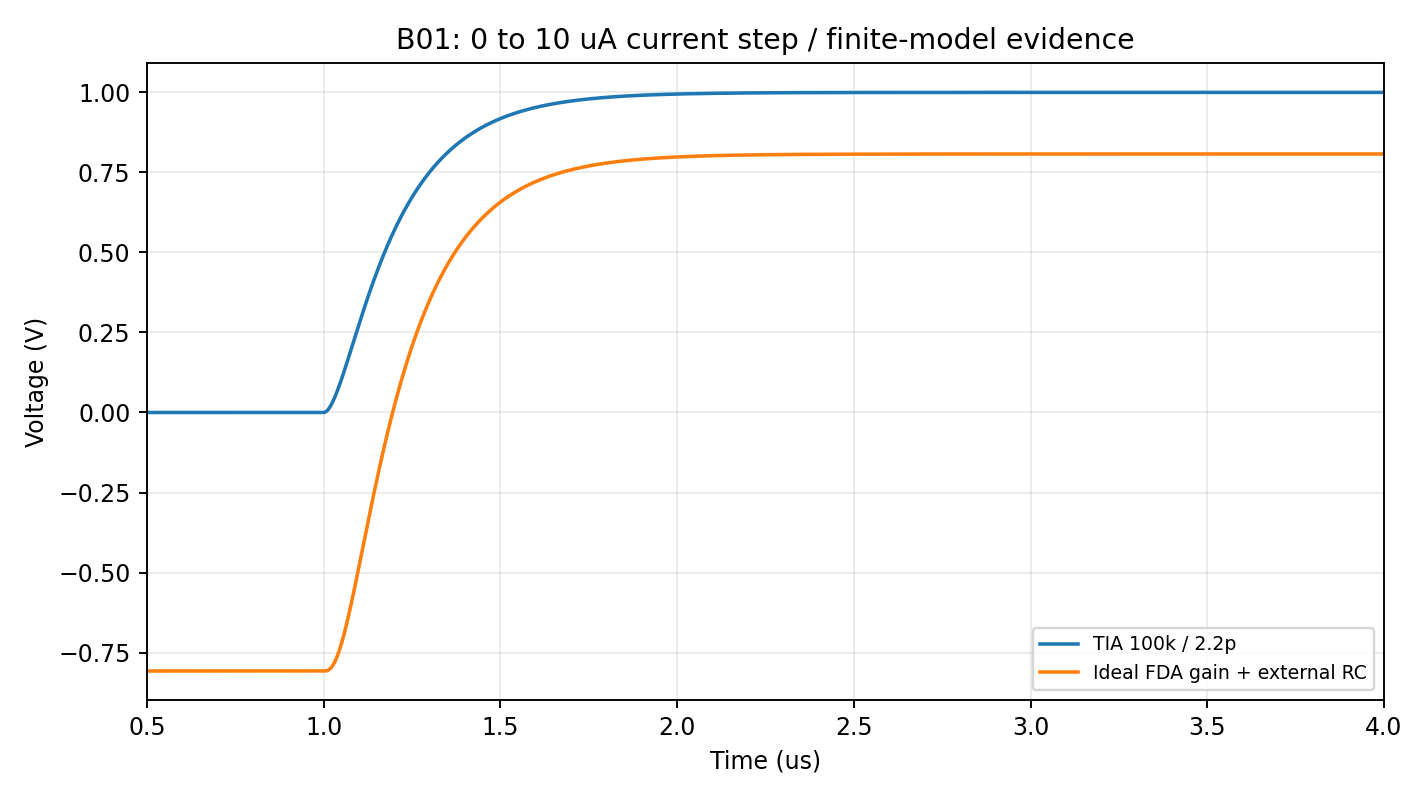 B01: 0 to 10 uA current step / finite-model evidence
Voltage (V)
1.00
0.75
0.50
0.25
0.00
−0.25
−0.50
−0.75
TIA 100k / 2.2p
Ideal FDA gain + external RC
0.5 1.0 1.5 2.0 2.5 3.0 3.5 4.0
Time (us)